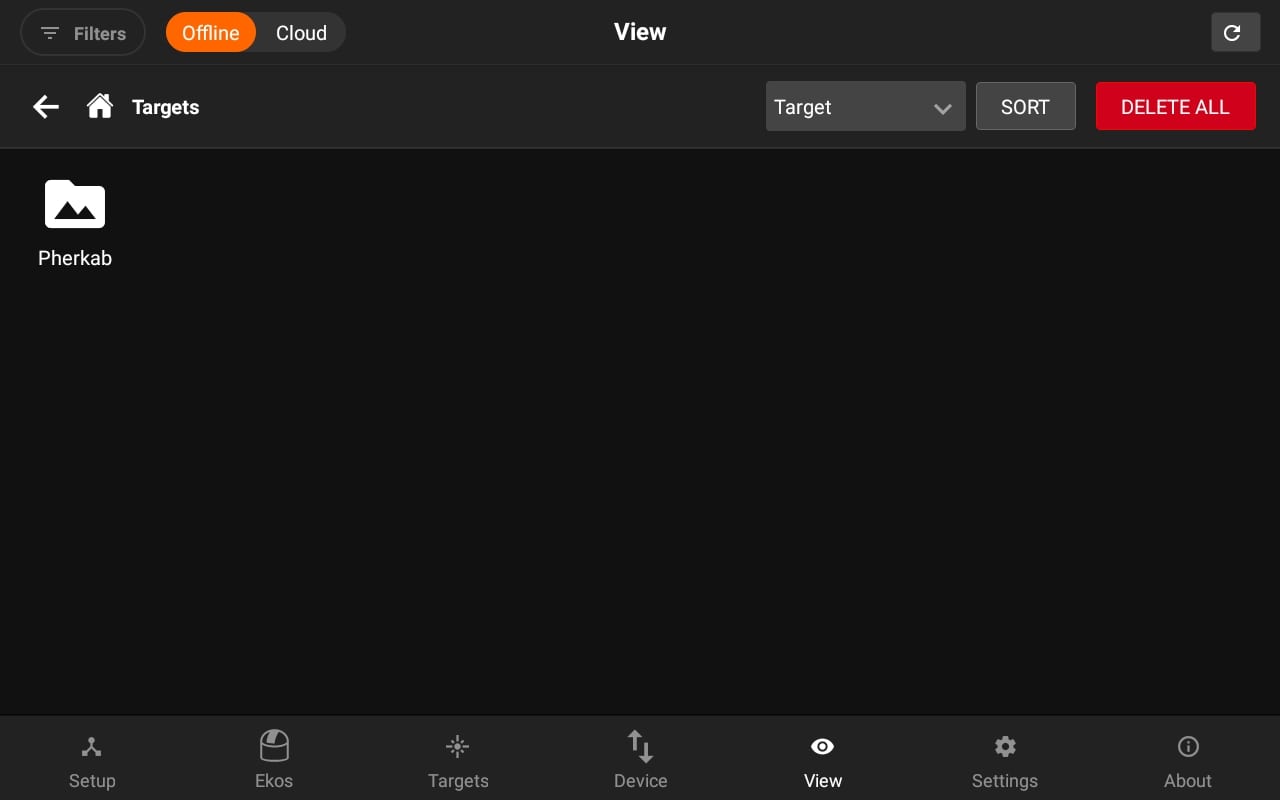 Filters
Offline
Cloud
View
Targets
Target
SORT
DELETE ALL
Pherkab
Setup
Ekos
Targets
Device
View
Settings
About